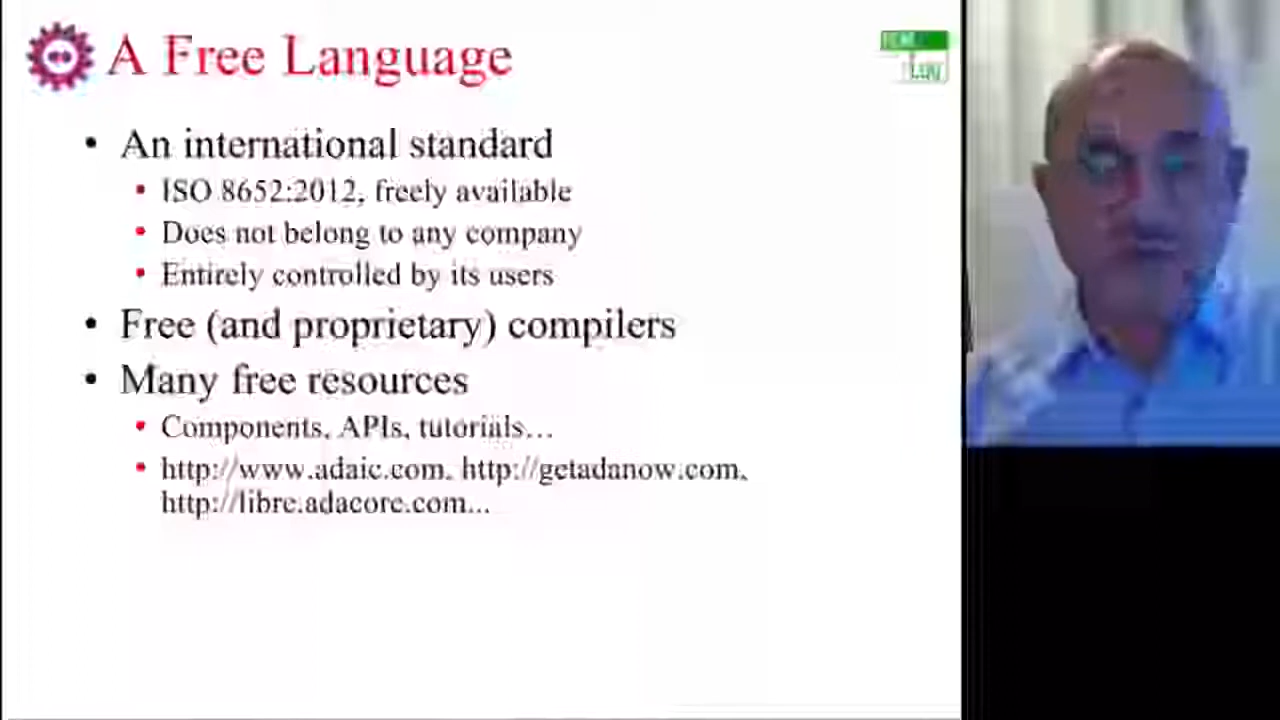 A Free Language
• An international standard
• ISO 8652:2012, freely available
• Does not belong to any company
• Entirely controlled by its users
• Free (and proprietary) compilers
• Many free resources
• Components, APIs, tutorials...
• http://www.adaic.com, http://getadanow.com,
http://libre.adacore.com...